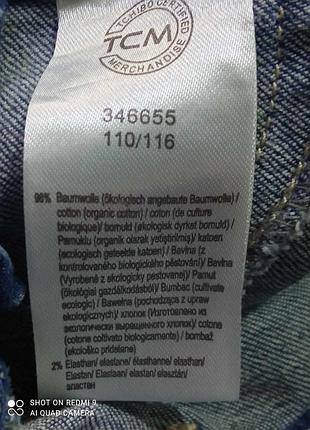 TCHIBO CERTIFIED
TCM
MERCHANDISE
346655
110/116
98% Baumwolle (ökologisch angebaute Baumwolle) /
cotton (organic cotton) / coton (de culture
biologique)/ bomuld (økologisk dyrket bomuld) /
Pamuklu (organik olarak yetiştirilmiş)/ katoen
(ecologisch geteelde katoen) / Bavlna (z
kontrolovaného biologického pěstování)/ Bavlna
(Vyrobené z ekologicky pestovanej)/ Pamut
(ökológiai gazdálkodásból)/ Bumbac (cultivate
ecologic) / Bawełna (pochodząca z upraw
ekologicznych)/ хлопок (Изготовлено из
экологически выращенного хлопок)/ cotone
(cotone coltivato biologicamente) / bombaž
(ekološko pridelane)
2% Elasthan/ elastane/ élasthanne/ elasthan/
Elastan/ Elastaan/ elastan/ elasztán/
эластан
SHOT ON REDMI 9
AI QUAD CAMERA